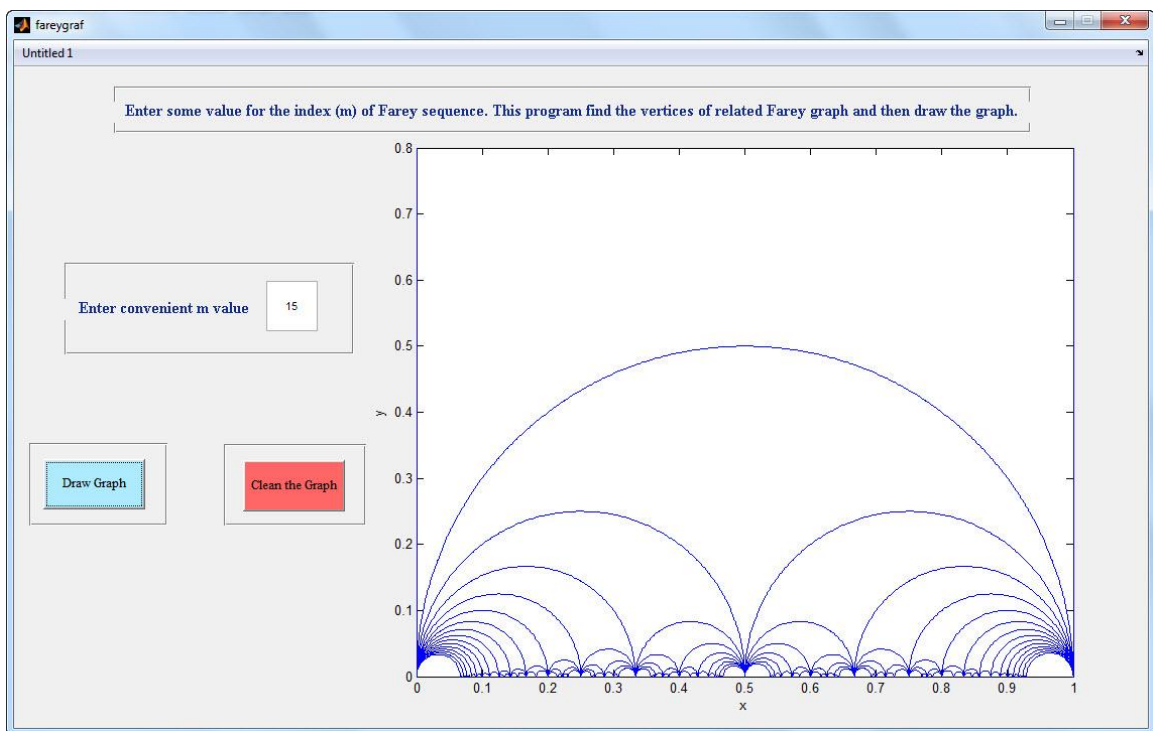 fareygraf
Untitled 1
Enter some value for the index (m) of Farey sequence. This program find the vertices of related Farey graph and then draw the graph.
Enter convenient m value
15
Draw Graph
Clean the Graph
0.8
0.7
0.6
0.5
0.4
0.3
0.2
0.1
0
y
0 0.1 0.2 0.3 0.4 0.5 0.6 0.7 0.8 0.9 1
x